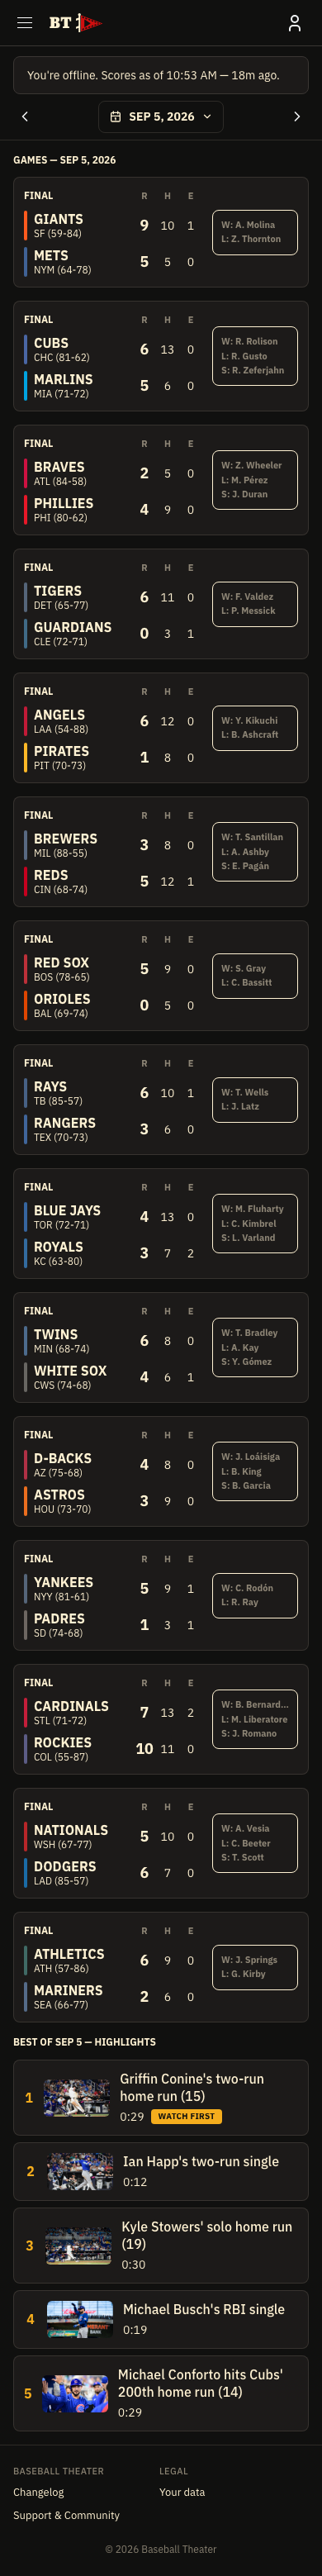 BT
You're offline. Scores as of 10:53 AM — 18m ago.
SEP 5, 2026
GAMES — SEP 5, 2026
FINAL R H E
GIANTS 9 10 1
SF (59-84)
METS 5 5 0
NYM (64-78)
W: A. Molina
L: Z. Thornton
FINAL R H E
CUBS 6 13 0
CHC (81-62)
MARLINS 5 6 0
MIA (71-72)
W: R. Rolison
L: R. Gusto
S: R. Zeferjahn
FINAL R H E
BRAVES 2 5 0
ATL (84-58)
PHILLIES 4 9 0
PHI (80-62)
W: Z. Wheeler
L: M. Pérez
S: J. Duran
FINAL R H E
TIGERS 6 11 0
DET (65-77)
GUARDIANS 0 3 1
CLE (72-71)
W: F. Valdez
L: P. Messick
FINAL R H E
ANGELS 6 12 0
LAA (54-88)
PIRATES 1 8 0
PIT (70-73)
W: Y. Kikuchi
L: B. Ashcraft
FINAL R H E
BREWERS 3 8 0
MIL (88-55)
REDS 5 12 1
CIN (68-74)
W: T. Santillan
L: A. Ashby
S: E. Pagán
FINAL R H E
RED SOX 5 9 0
BOS (78-65)
ORIOLES 0 5 0
BAL (69-74)
W: S. Gray
L: C. Bassitt
FINAL R H E
RAYS 6 10 1
TB (85-57)
RANGERS 3 6 0
TEX (70-73)
W: T. Wells
L: J. Latz
FINAL R H E
BLUE JAYS 4 13 0
TOR (72-71)
ROYALS 3 7 2
KC (63-80)
W: M. Fluharty
L: C. Kimbrel
S: L. Varland
FINAL R H E
TWINS 6 8 0
MIN (68-74)
WHITE SOX 4 6 1
CWS (74-68)
W: T. Bradley
L: A. Kay
S: Y. Gómez
FINAL R H E
D-BACKS 4 8 0
AZ (75-68)
ASTROS 3 9 0
HOU (73-70)
W: J. Loáisiga
L: B. King
S: B. Garcia
FINAL R H E
YANKEES 5 9 1
NYY (81-61)
PADRES 1 3 1
SD (74-68)
W: C. Rodón
L: R. Ray
FINAL R H E
CARDINALS 7 13 2
STL (71-72)
ROCKIES 10 11 0
COL (55-87)
W: B. Bernard...
L: M. Liberatore
S: J. Romano
FINAL R H E
NATIONALS 5 10 0
WSH (67-77)
DODGERS 6 7 0
LAD (85-57)
W: A. Vesia
L: C. Beeter
S: T. Scott
FINAL R H E
ATHLETICS 6 9 0
ATH (57-86)
MARINERS 2 6 0
SEA (66-77)
W: J. Springs
L: G. Kirby
BEST OF SEP 5 — HIGHLIGHTS
1 Griffin Conine's two-run
home run (15)
0:29 WATCH FIRST
2 Ian Happ's two-run single
0:12
3 Kyle Stowers' solo home run
(19)
0:30
4 Michael Busch's RBI single
0:19
5 Michael Conforto hits Cubs'
200th home run (14)
0:29
BASEBALL THEATER LEGAL
Changelog Your data
Support & Community
© 2026 Baseball Theater